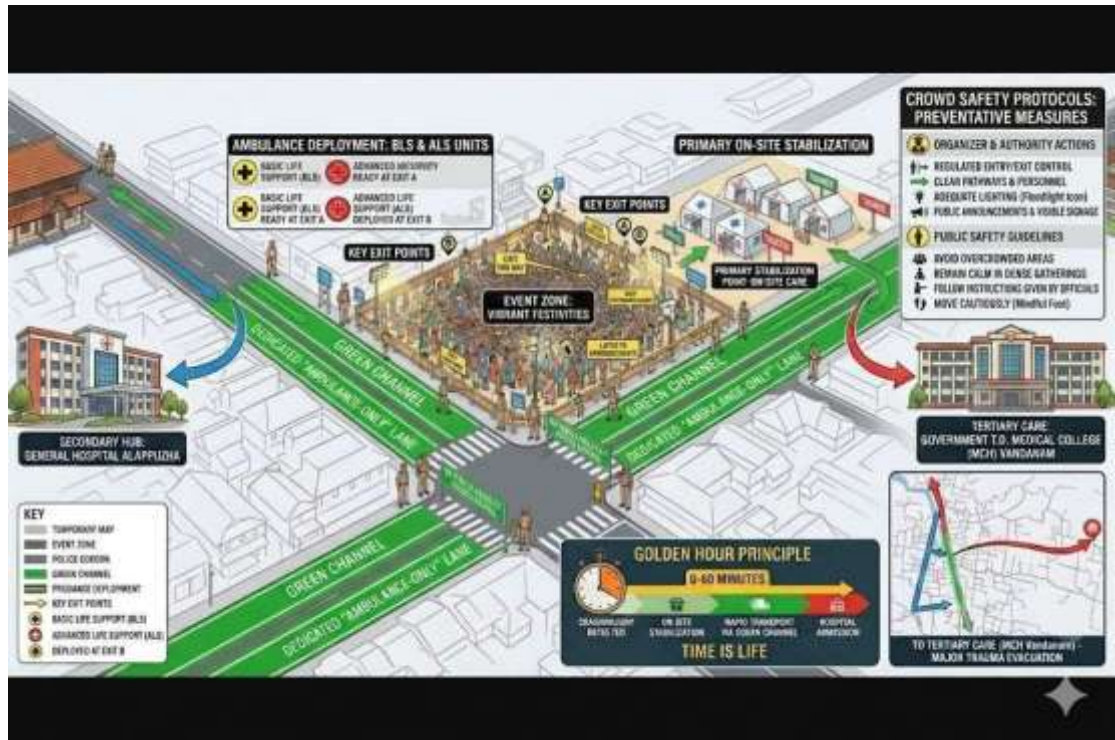 AMBULANCE DEPLOYMENT: BLS & ALS UNITS
BASIC LIFE
SUPPORT (BLS)
ADVANCED
READY AT EXIT A
BASIC LIFE
SUPPORT (BLS)
READY AT EXIT A
ADVANCED LIFE
SUPPORT (ALS)
DEPLOYED AT EXIT B
KEY EXIT POINTS
KEY EXIT POINTS
PRIMARY ON-SITE STABILIZATION
PRIMARY STABILIZATION
POINT-ON-SITE CARE
EVENT ZONE:
VIBRANT FESTIVITIES
CROWD SAFETY PROTOCOLS:
PREVENTATIVE MEASURES
ORGANIZER & AUTHORITY ACTIONS
REGULATED ENTRY/EXIT CONTROL
CLEAR PATHWAYS & PERSONNEL
ADEQUATE LIGHTING (Floodlight Icon)
PUBLIC ANNOUNCEMENTS & VISIBLE SIGNAGE
PUBLIC SAFETY GUIDELINES
AVOID OVERCROWDED AREAS
REMAIN CALM IN DENSE GATHERINGS
FOLLOW INSTRUCTIONS GIVEN BY OFFICIALS
MOVE CAUTIOUSLY (Mindful Foot)
GREEN CHANNEL
DEDICATED "AMBULANCE-ONLY" LANE
GREEN CHANNEL
DEDICATED "AMBULANCE-ONLY" LANE
GREEN CHANNEL
DEDICATED "AMBULANCE-ONLY" LANE
SECONDARY HUB:
GENERAL HOSPITAL ALAPPUZHA
TERTIARY CARE
GOVERNMENT T.D. MEDICAL COLLEGE
(MCH) VANDANAM
KEY
EVENT ZONE
GREEN CHANNEL
KEY EXIT POINTS
BASIC LIFE SUPPORT (BLS)
ADVANCED LIFE SUPPORT (ALS)
DEPLOYED AT EXIT B
GOLDEN HOUR PRINCIPLE
0-60 MINUTES
ON-SITE
STABILIZATION
RAPID TRANSPORT
HOSPITAL
ADMISSION
TIME IS LIFE
TO TERTIARY CARE (MCH Vandanam) -
MAJOR TRAUMA EVACUATION